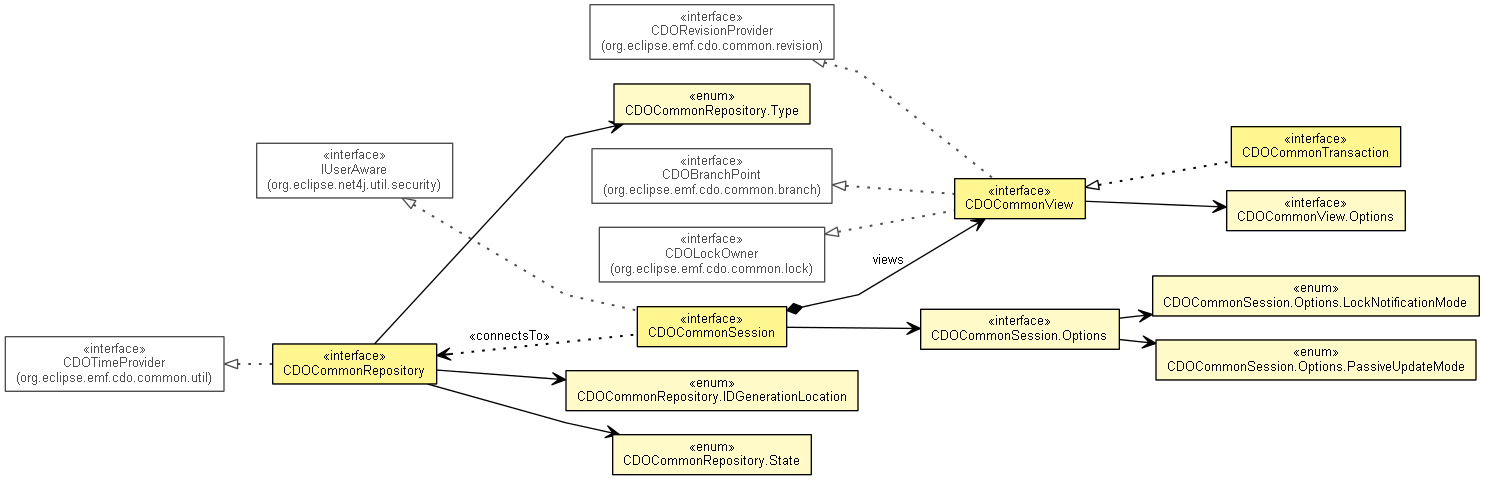 «interface»
CDORevisionProvider
(org.eclipse.emf.cdo.common.revision)
«enum»
CDOCommonRepository.Type
«interface»
CDOCommonTransaction
«interface»
IUserAware
(org.eclipse.net4j.util.security)
«interface»
CDOBranchPoint
(org.eclipse.emf.cdo.common.branch)
«interface»
CDOCommonView
«interface»
CDOCommonView.Options
«interface»
CDOLockOwner
(org.eclipse.emf.cdo.common.lock)
views
«enum»
CDOCommonSession.Options.LockNotificationMode
«interface»
CDOCommonSession
«interface»
CDOCommonSession.Options
«connectsTo»
«enum»
CDOCommonSession.Options.PassiveUpdateMode
«interface»
CDOTimeProvider
(org.eclipse.emf.cdo.common.util)
«interface»
CDOCommonRepository
«enum»
CDOCommonRepository.IDGenerationLocation
«enum»
CDOCommonRepository.State